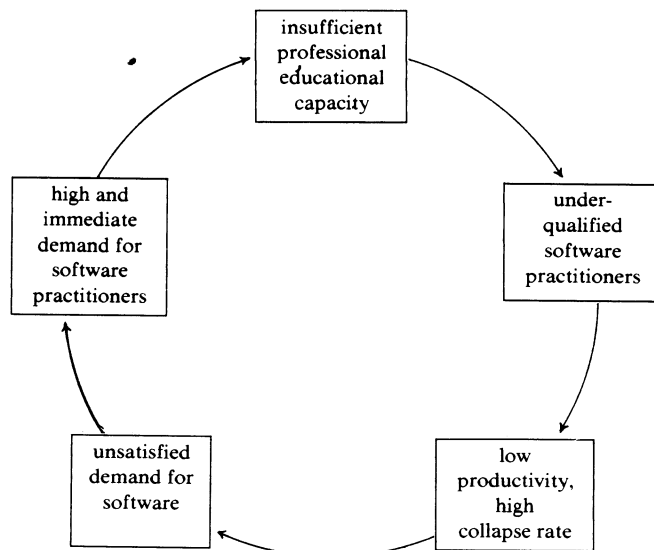 insufficient
professional
educational
capacity
high and
immediate
demand for
software
practitioners
under-
qualified
software
practitioners
unsatisfied
demand for
software
low
productivity,
high
collapse rate